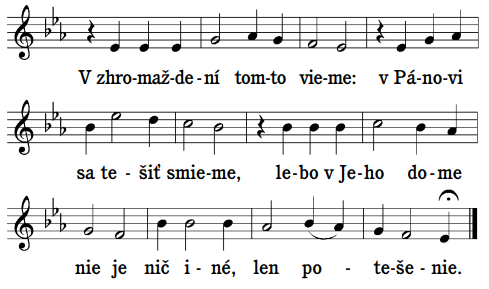 V zhro-maž-de-ní tom-to vie-me: v Pá-no-vi
sa te - šiť smie-me, le-bo v Je-ho do-me
nie je nič i-né, len po - te-še-nie.